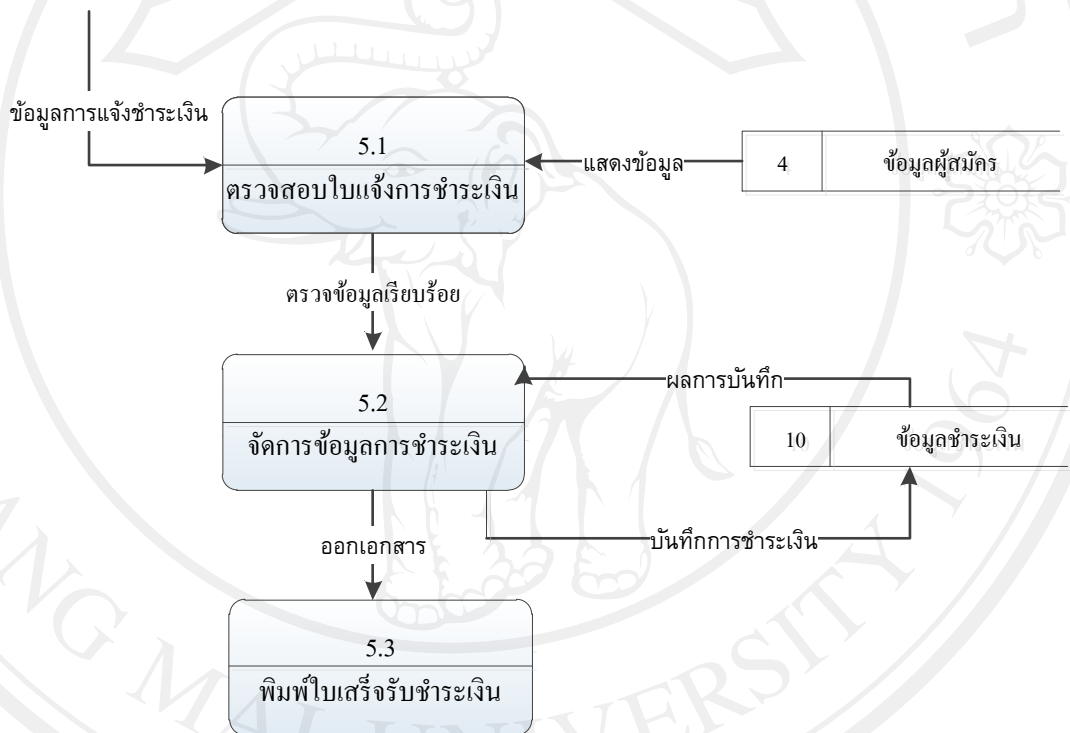 ข้อมูลการแจ้งชำระเงิน
5.1
ตรวจสอบใบแจ้งการชำระเงิน
แสดงข้อมูล
4
ข้อมูลผู้สมัคร
ตรวจข้อมูลเรียบร้อย
5.2
จัดการข้อมูลการชำระเงิน
ผลการบันทึก
10
ข้อมูลชำระเงิน
ออกเอกสาร
บันทึกการชำระเงิน
5.3
พิมพ์ใบเสร็จรับชำระเงิน
ANG MAI UNIVERSITY 1964